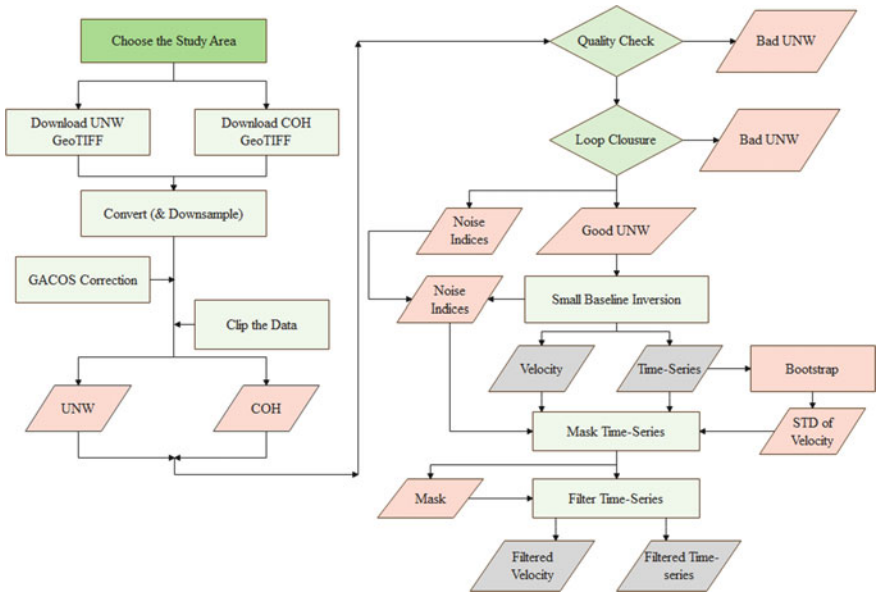 Choose the Study Area
Download UNW
GeoTIFF
Download COH
GeoTIFF
Convert (& Downsample)
GACOS Correction
Clip the Data
UNW
COH
Quality Check
Bad UNW
Loop Clousure
Bad UNW
Noise
Indices
Good UNW
Noise
Indices
Small Baseline Inversion
Velocity
Time-Series
Bootstrap
STD of
Velocity
Mask Time-Series
Mask
Filter Time-Series
Filtered
Velocity
Filtered Time-
series